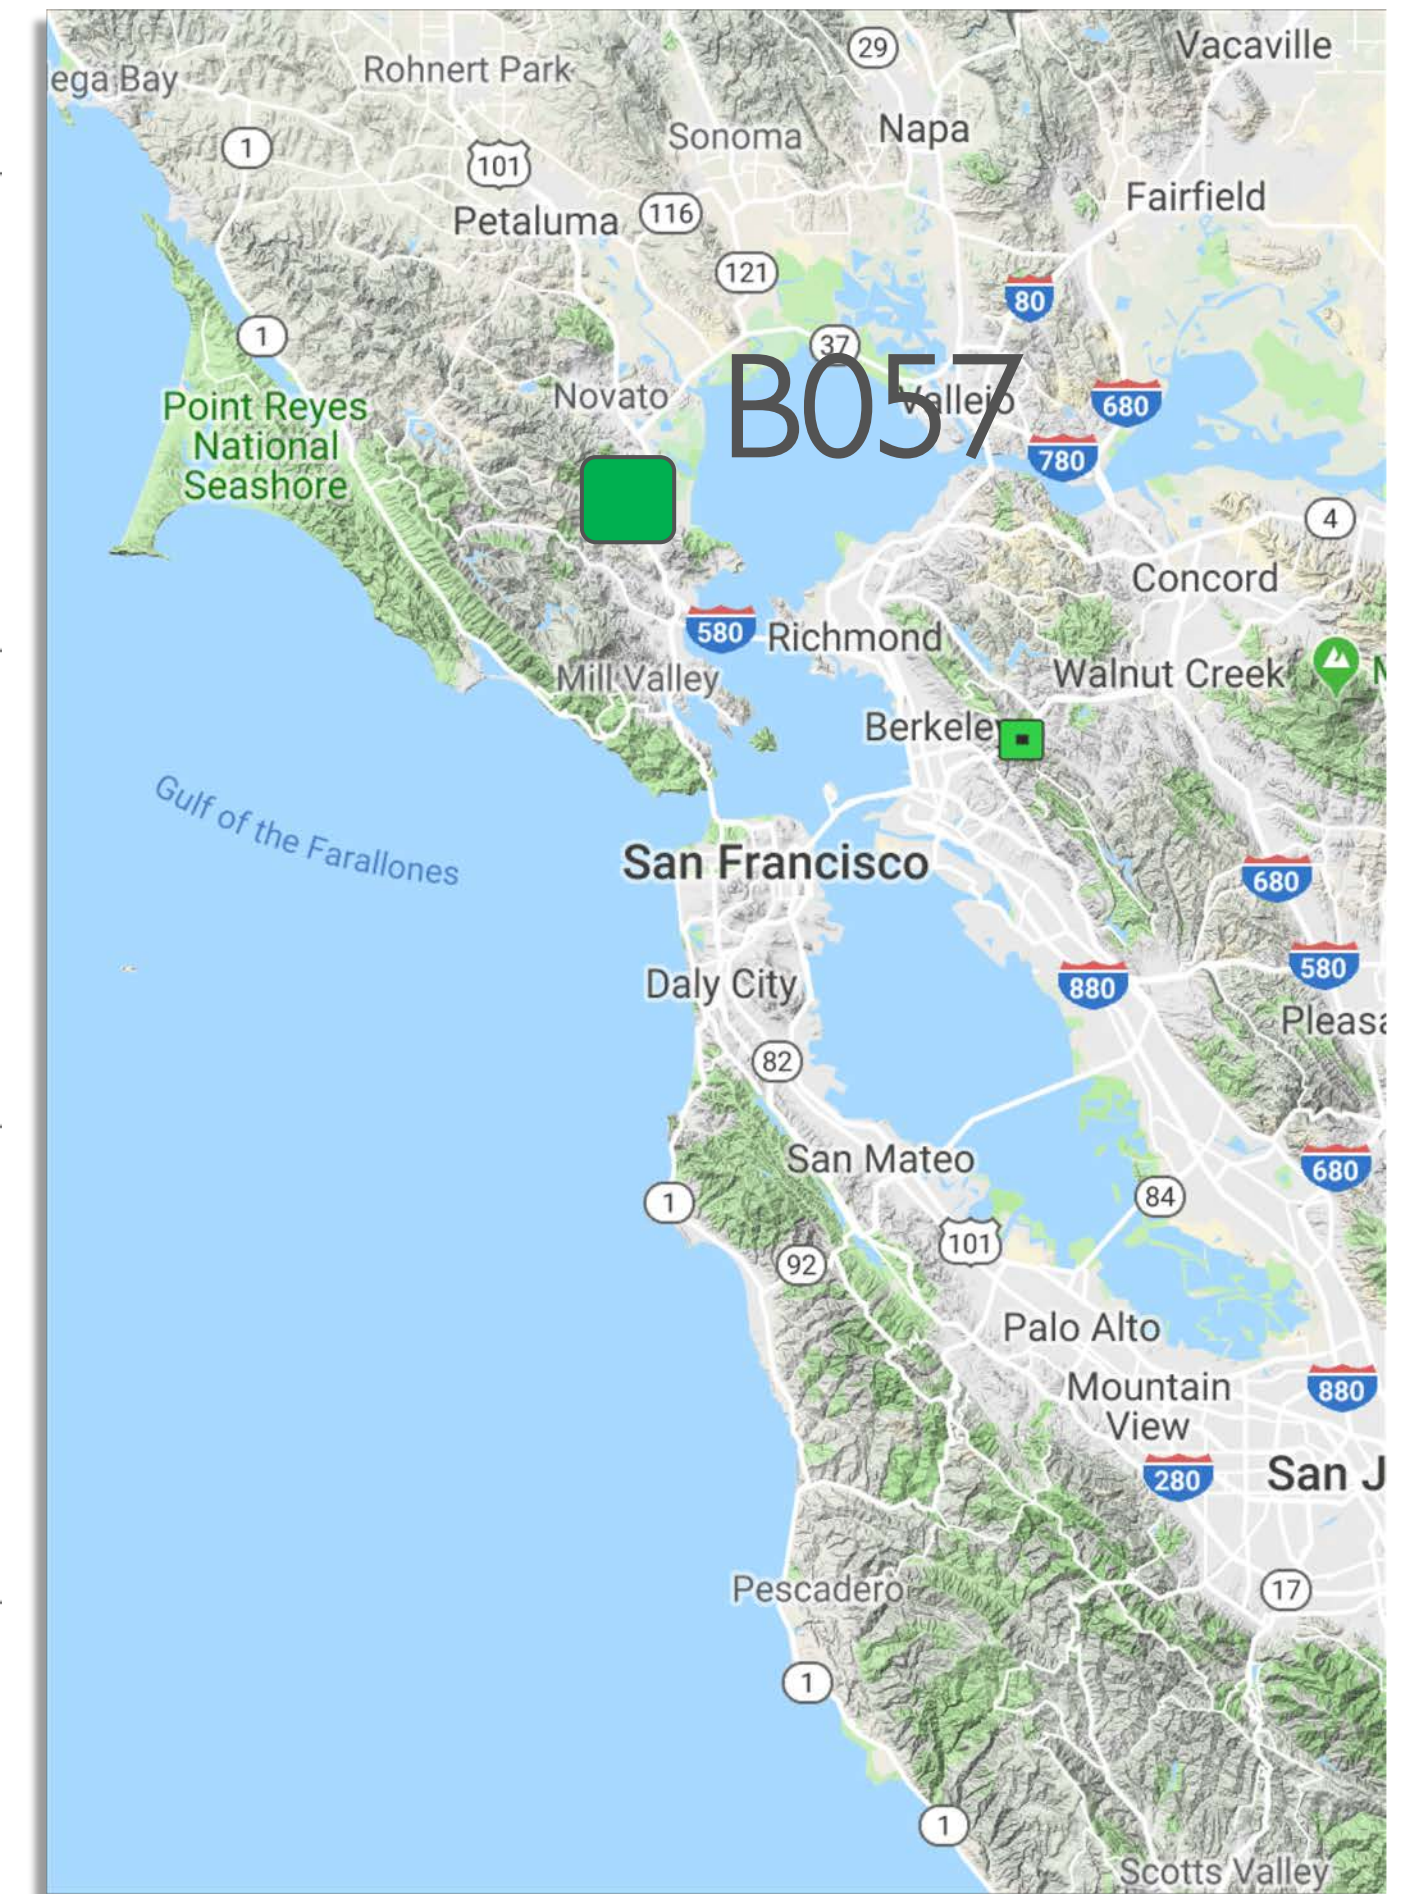 29
Vacaville
ega Bay
Rohnert Park
1
Sonoma
Napa
101
Fairfield
Petaluma
116
121
80
1
37
B057
Novato
Vallejo
680
Point Reyes
National
Seashore
780
4
Concord
580
Richmond
Walnut Creek
Mill Valley
Berkeley
Gulf of the Farallones
San Francisco
680
580
Daly City
880
Pleasa
82
San Mateo
680
1
84
101
92
Palo Alto
Mountain
View
880
280
San J
Pescadero
17
1
1
Scotts Valley